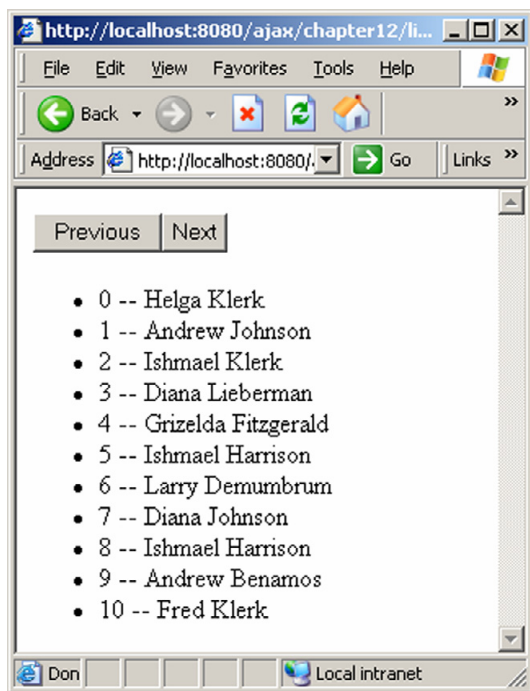 http://localhost:8080/ajax/chapter12/li...
File Edit View Favorites Tools Help
Back »
Address http://localhost:8080/. Go Links »
Previous Next
• 0 -- Helga Klerk
• 1 -- Andrew Johnson
• 2 -- Ishmael Klerk
• 3 -- Diana Lieberman
• 4 -- Grizelda Fitzgerald
• 5 -- Ishmael Harrison
• 6 -- Larry Demumbrum
• 7 -- Diana Johnson
• 8 -- Ishmael Harrison
• 9 -- Andrew Benamos
• 10 -- Fred Klerk
Don Local intranet